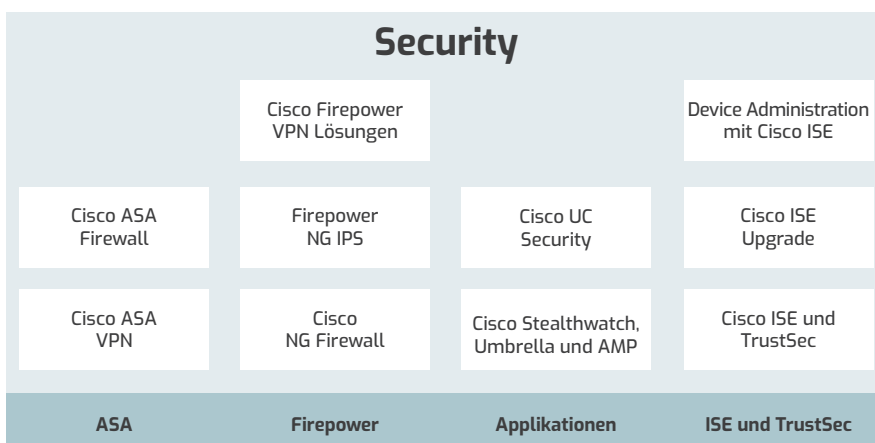 Security
Cisco Firepower
VPN Lösungen
Device Administration
mit Cisco ISE
Cisco ASA
Firewall
Firepower
NG IPS
Cisco UC
Security
Cisco ISE
Upgrade
Cisco ASA
VPN
Cisco
NG Firewall
Cisco Stealthwatch,
Umbrella und AMP
Cisco ISE und
TrustSec
ASA
Firepower
Applikationen
ISE und TrustSec